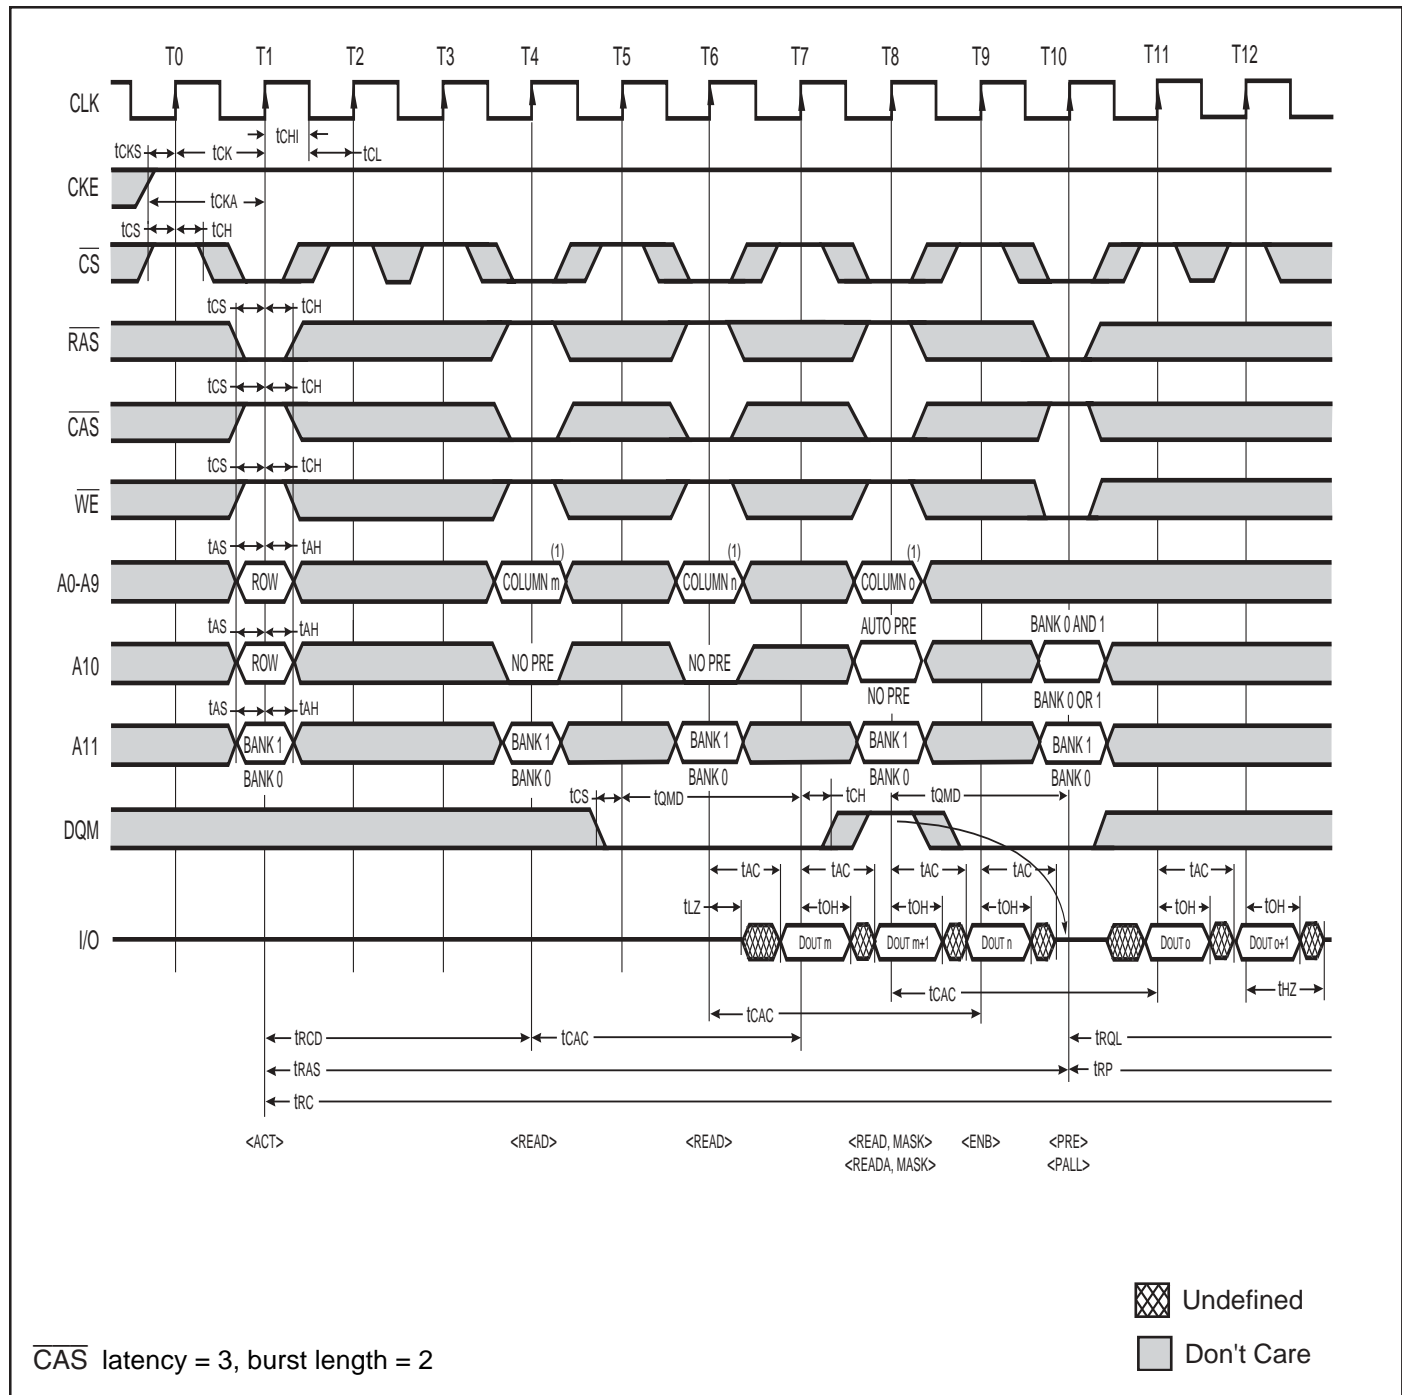 T0 T1 T2 T3 T4 T5 T6 T7 T8 T9 T10 T11 T12
CLK
tCHI
tCKS tCK tCL
CKE
tCKA
tCS tCH
CS
tCS tCH
RAS
tCS tCH
CAS
tCS tCH
WE
tAS tAH (1) (1) (1)
A0-A9 ROW COLUMN m COLUMN n COLUMN o
tAS tAH AUTO PRE BANK 0 AND 1
A10 ROW NO PRE NO PRE
NO PRE BANK 0 OR 1
tAS tAH
A11 BANK 1 BANK 1 BANK 1 BANK 1 BANK 1
BANK 0 BANK 0 BANK 0 BANK 0 BANK 0
tCS tQMD tCH tQMD
DQM
tAC tAC tAC tAC tAC
tLZ tOH tOH tOH tOH tOH
I/O DOUT m DOUT m+1 DOUT n DOUT o DOUT o+1
tCAC tHZ
tCAC
tRCD tCAC tRQL
tRAS tRP
tRC
<ACT> <READ> <READ> <READ, MASK> <ENB> <PRE>
<READA, MASK> <PALL>
Undefined
Don't Care
CAS latency = 3, burst length = 2